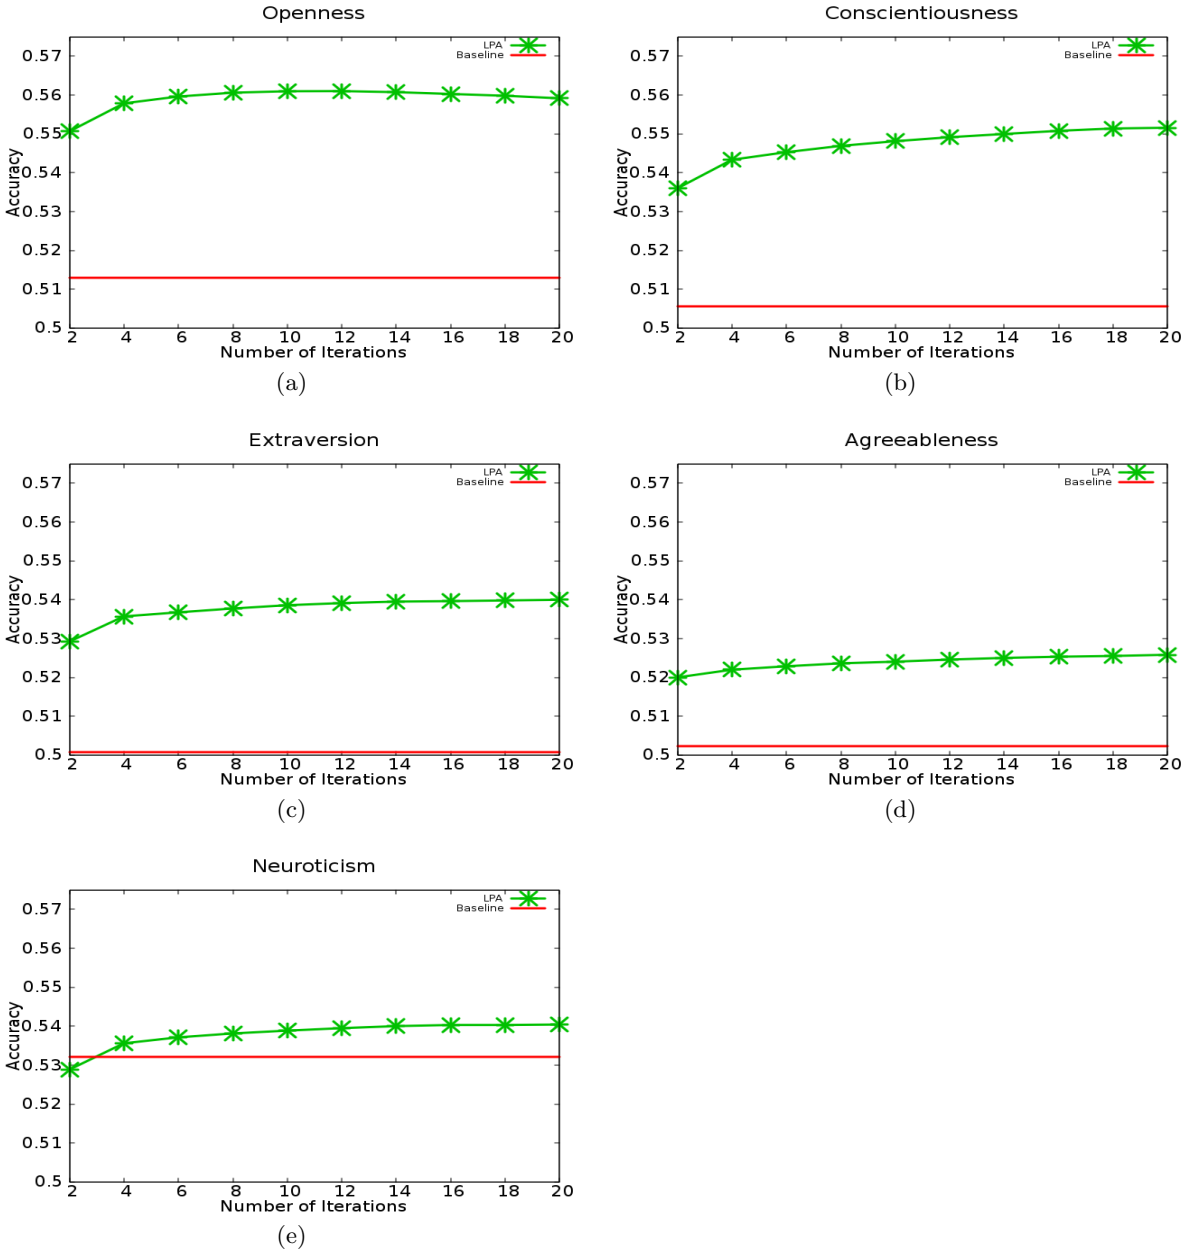 Openness
LPA
Baseline
0.57
0.56
0.55
0.54
0.53
0.52
0.51
0.5
Accuracy
2 4 6 8 10 12 14 16 18 20
Number of Iterations
(a)
Conscientiousness
LPA
Baseline
0.57
0.56
0.55
0.54
0.53
0.52
0.51
0.5
Accuracy
2 4 6 8 10 12 14 16 18 20
Number of Iterations
(b)
Extraversion
LPA
Baseline
0.57
0.56
0.55
0.54
0.53
0.52
0.51
0.5
Accuracy
2 4 6 8 10 12 14 16 18 20
Number of Iterations
(c)
Agreeableness
LPA
Baseline
0.57
0.56
0.55
0.54
0.53
0.52
0.51
0.5
Accuracy
2 4 6 8 10 12 14 16 18 20
Number of Iterations
(d)
Neuroticism
LPA
Baseline
0.57
0.56
0.55
0.54
0.53
0.52
0.51
0.5
Accuracy
2 4 6 8 10 12 14 16 18 20
Number of Iterations
(e)